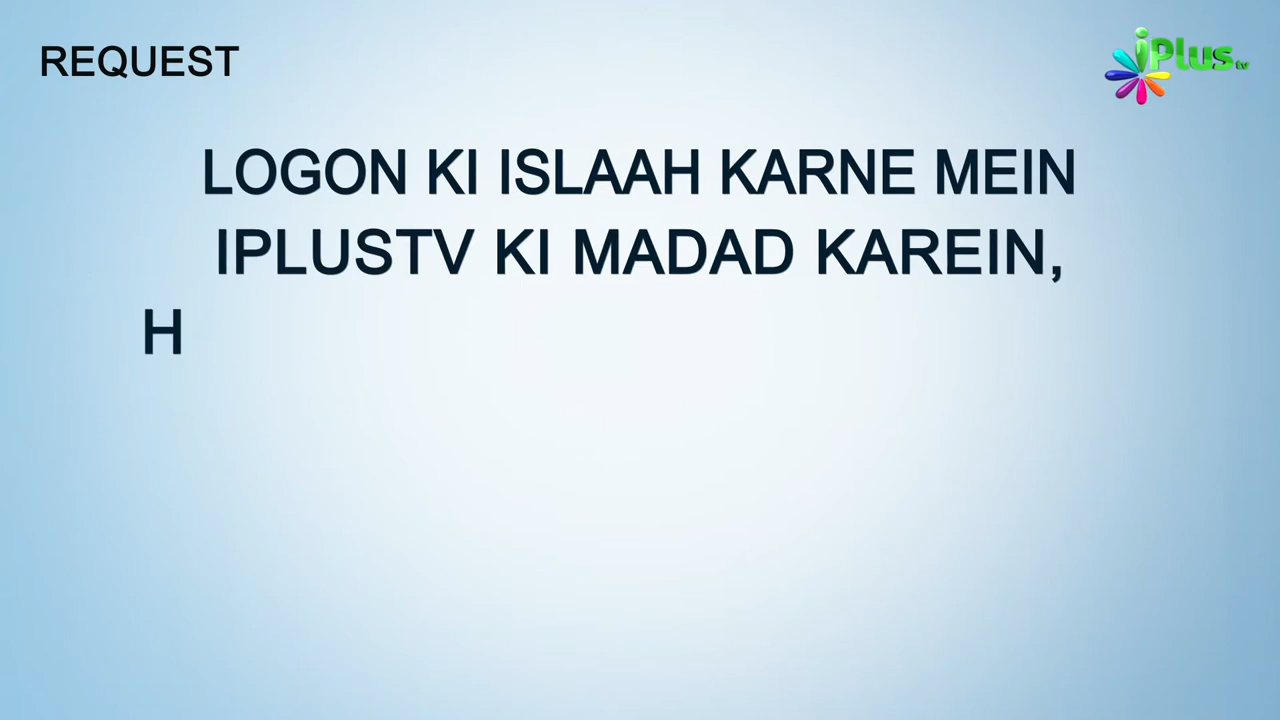 REQUEST
iPlus tv
LOGON KI ISLAAH KARNE MEIN
IPLUSTV KI MADAD KAREIN,
H